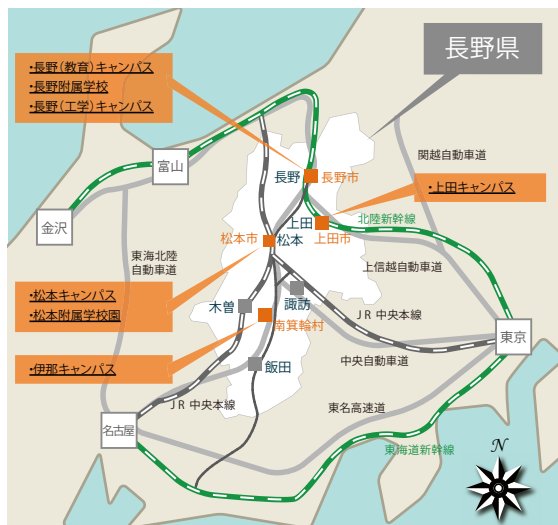 ・長野(教育)キャンパス
・長野附属学校
・長野(工学)キャンパス
長野県
富山
金沢
長野
長野市
関越自動車道
・上田キャンパス
北陸新幹線
上田
上田市
松本市
松本
東海北陸
自動車道
上信越自動車道
・松本キャンパス
・松本附属学校園
木曽
諏訪
南箕輪村
JR 中央本線
東京
中央自動車道
・伊那キャンパス
飯田
JR 中央本線
東名高速道
名古屋
東海道新幹線
N